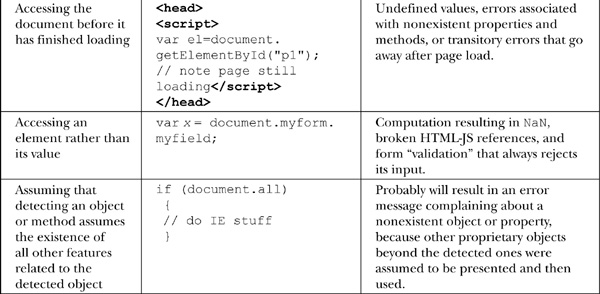 Accessing the
document before it
has finished loading
<head>
<script>
var el=document.
getElementById("p1");
// note page still
loading</script>
</head>
Undefined values, errors associated
with nonexistent properties and
methods, or transitory errors that go
away after page load.
Accessing an
element rather than
its value
var x = document.myform.
myfield;
Computation resulting in NaN,
broken HTML-JS references, and
form “validation” that always rejects
its input.
Assuming that
detecting an object
or method assumes
the existence of
all other features
related to the
detected object
if (document.all)
{
// do IE stuff
}
Probably will result in an error
message complaining about a
nonexistent object or property,
because other proprietary objects
beyond the detected ones were
assumed to be presented and then
used.